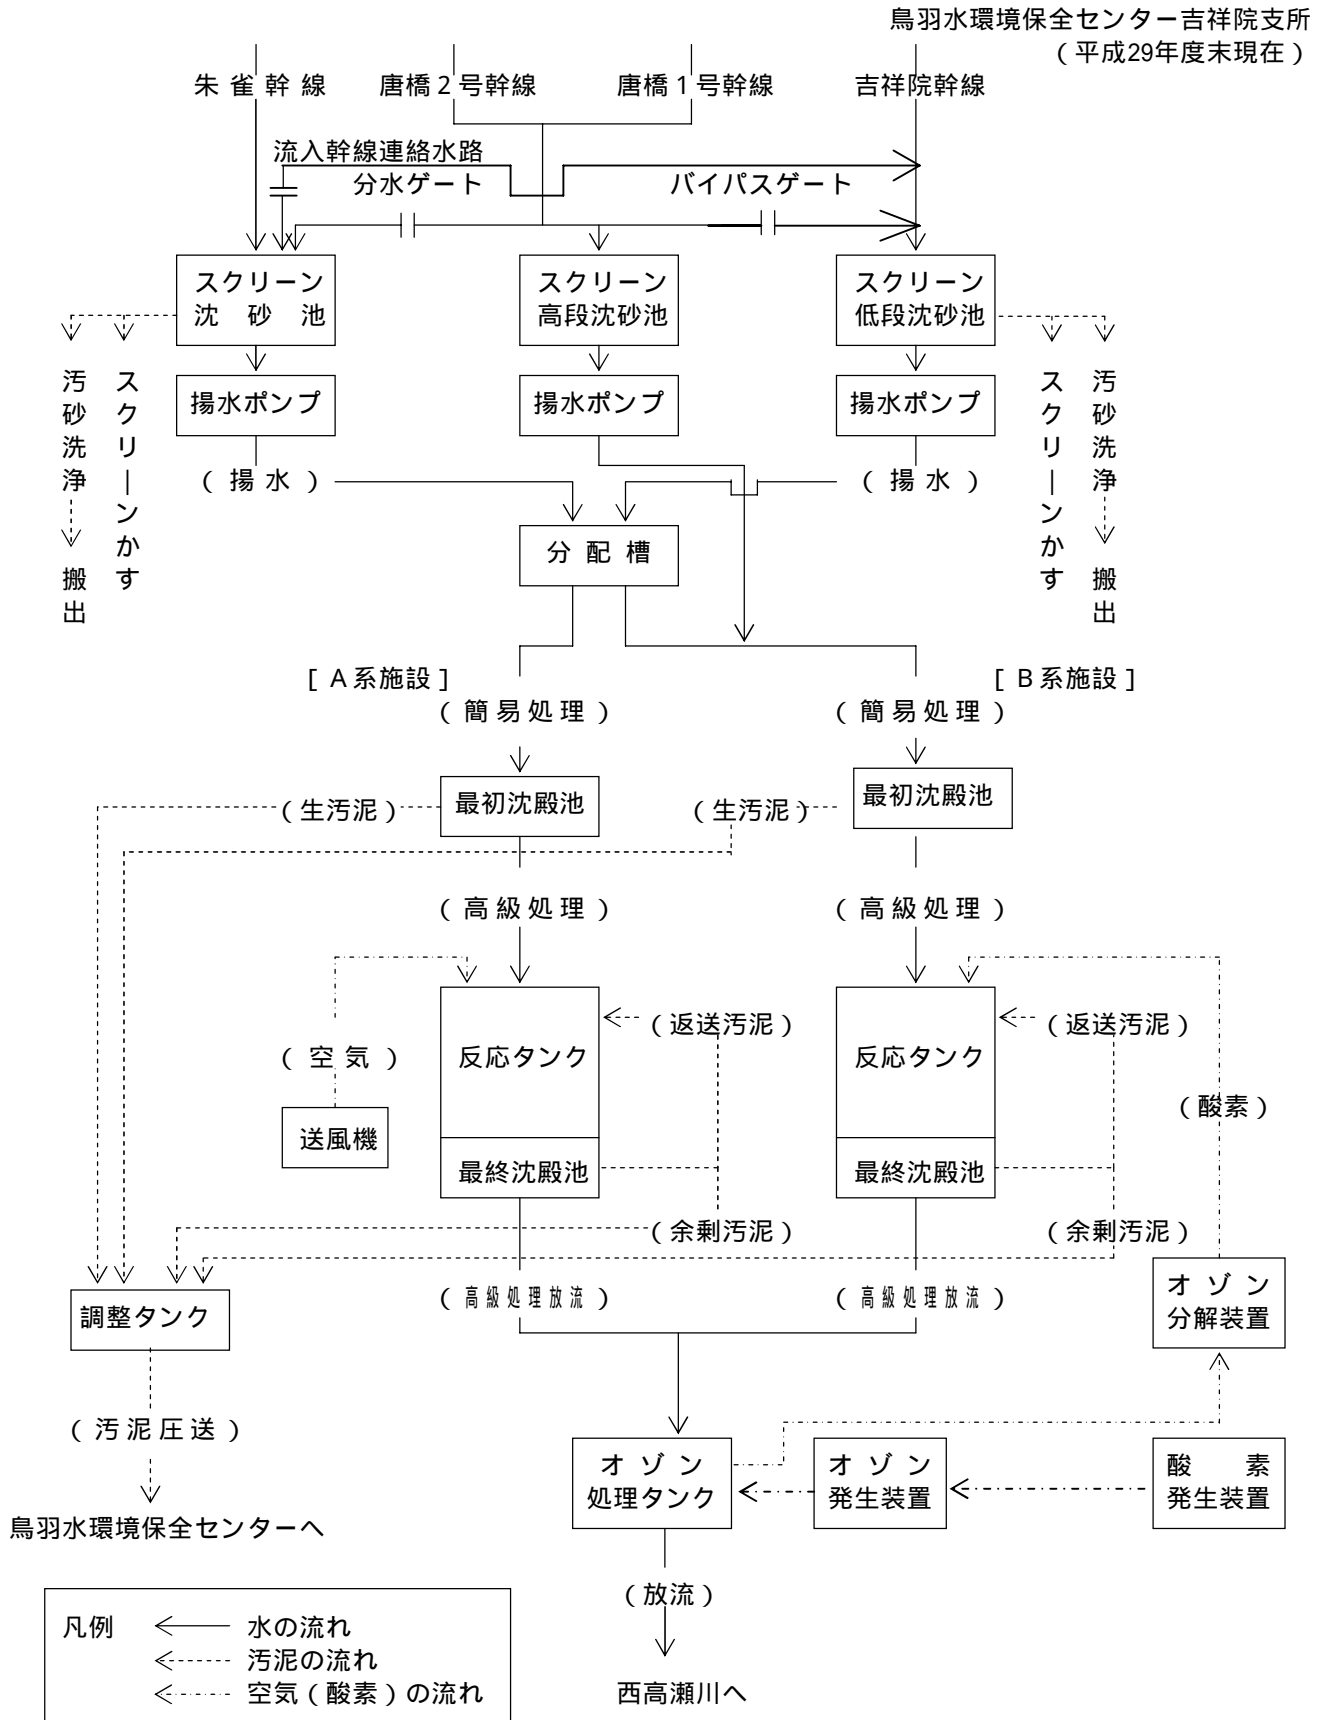 鳥羽水環境保全センター吉祥院支所
（平成29年度末現在）
朱雀幹線
唐橋２号幹線
唐橋１号幹線
吉祥院幹線
流入幹線連絡水路
分水ゲート
バイパスゲート
スクリーン
沈砂池
スクリーン
高段沈砂池
スクリーン
低段沈砂池
汚砂洗浄
搬出
スクリーンかす
揚水ポンプ
揚水ポンプ
揚水ポンプ
スクリーンかす
汚砂洗浄
搬出
（揚水）
（揚水）
分配槽
［Ａ系施設］
［Ｂ系施設］
（簡易処理）
（簡易処理）
（生汚泥）
最初沈殿池
（生汚泥）
最初沈殿池
（高級処理）
（高級処理）
（返送汚泥）
（返送汚泥）
（空気）
反応タンク
反応タンク
（酸素）
送風機
最終沈殿池
最終沈殿池
（余剰汚泥）
（余剰汚泥）
調整タンク
（高級処理放流）
（高級処理放流）
オゾン
分解装置
（汚泥圧送）
オゾン
処理タンク
オゾン
発生装置
酸素
発生装置
鳥羽水環境保全センターへ
（放流）
凡例
水の流れ
汚泥の流れ
空気（酸素）の流れ
西高瀬川へ